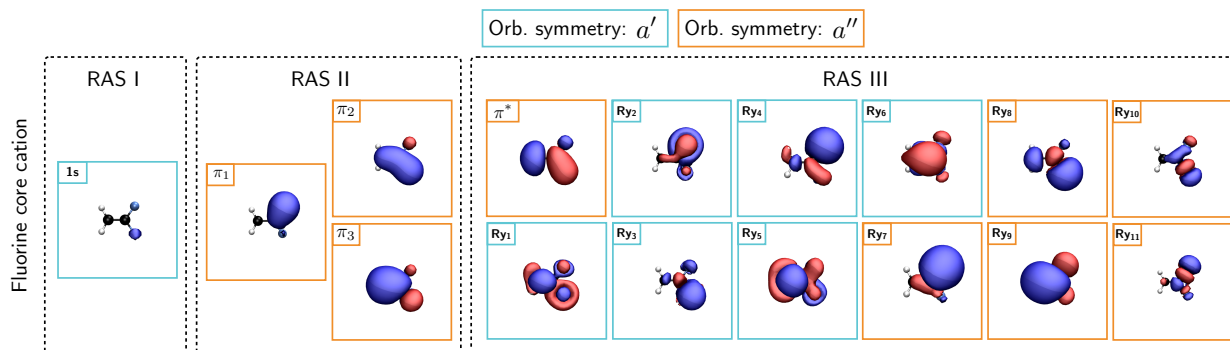 Orb. symmetry: a′ Orb. symmetry: a′′
RAS I RAS II RAS III
Fluorine core cation
1s
π1
π2
π3
π* Ry2 Ry4 Ry6 Ry8 Ry10
Ry1 Ry3 Ry5 Ry7 Ry9 Ry11